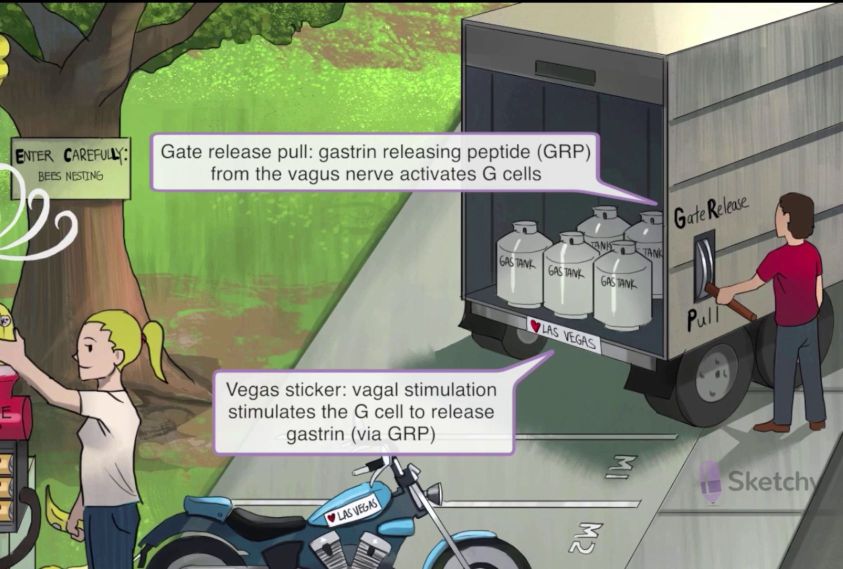 ENTER CAREFULLY:
BEES NESTING
Gate release pull: gastrin releasing peptide (GRP)
from the vagus nerve activates G cells
Gate Release
Pull
GAS TANK
GAS TANK
GAS TANK
TANK
TANK
LAS VEGAS
Vegas sticker: vagal stimulation
stimulates the G cell to release
gastrin (via GRP)
E
M1
Sketchy
LAS VEGAS
M2